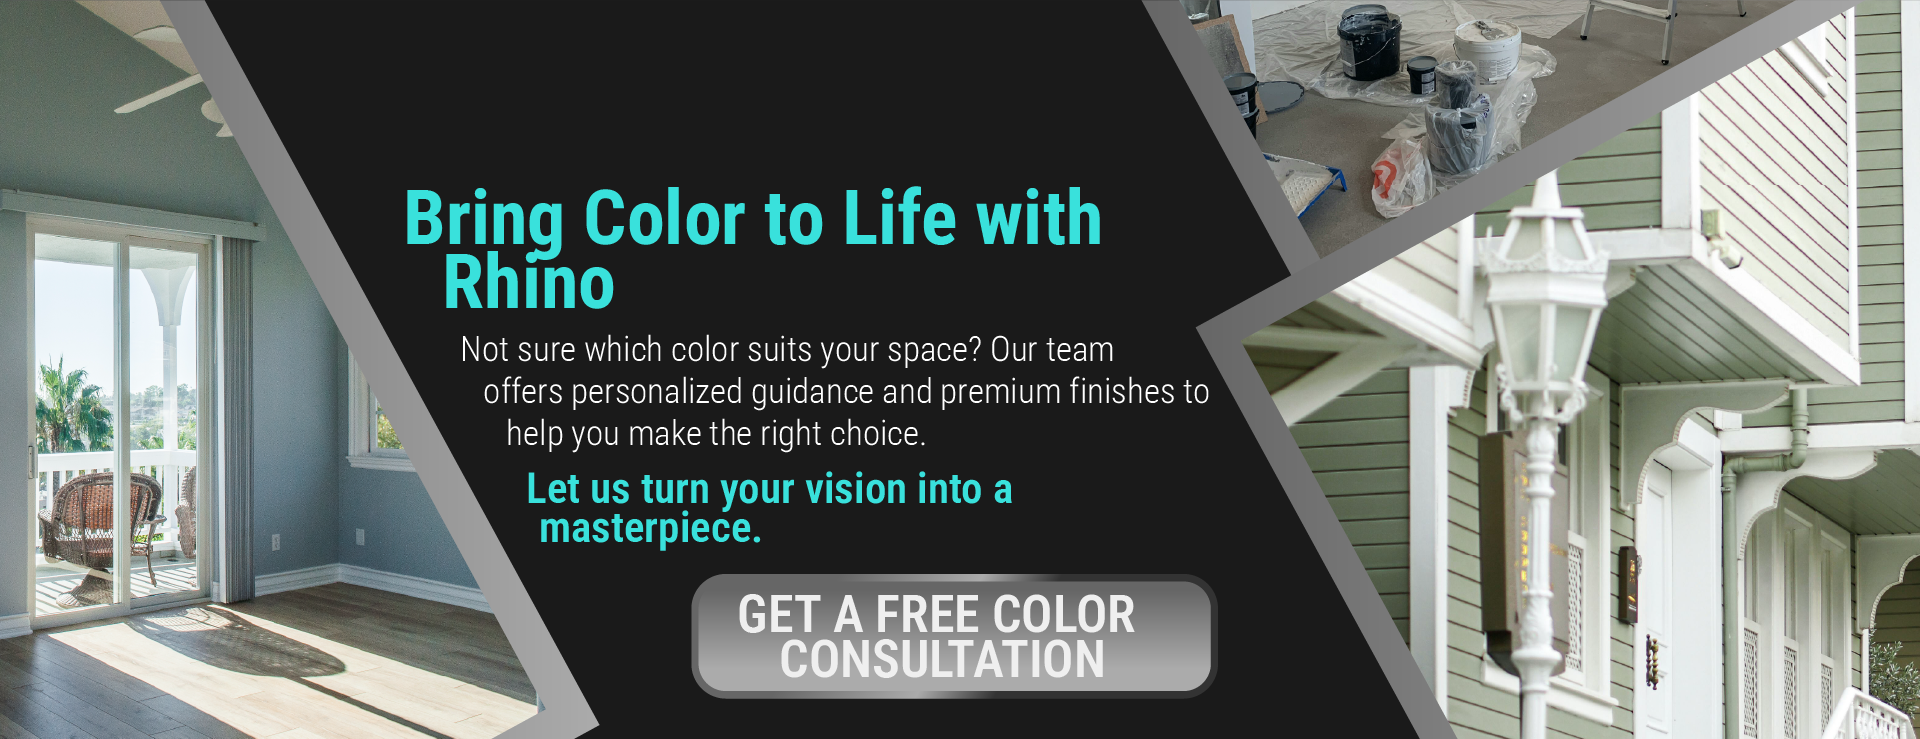 Bring Color to Life with
Rhino
Not sure which color suits your space? Our team
offers personalized guidance and premium finishes to
help you make the right choice.
Let us turn your vision into a
masterpiece.
GET A FREE COLOR
CONSULTATION